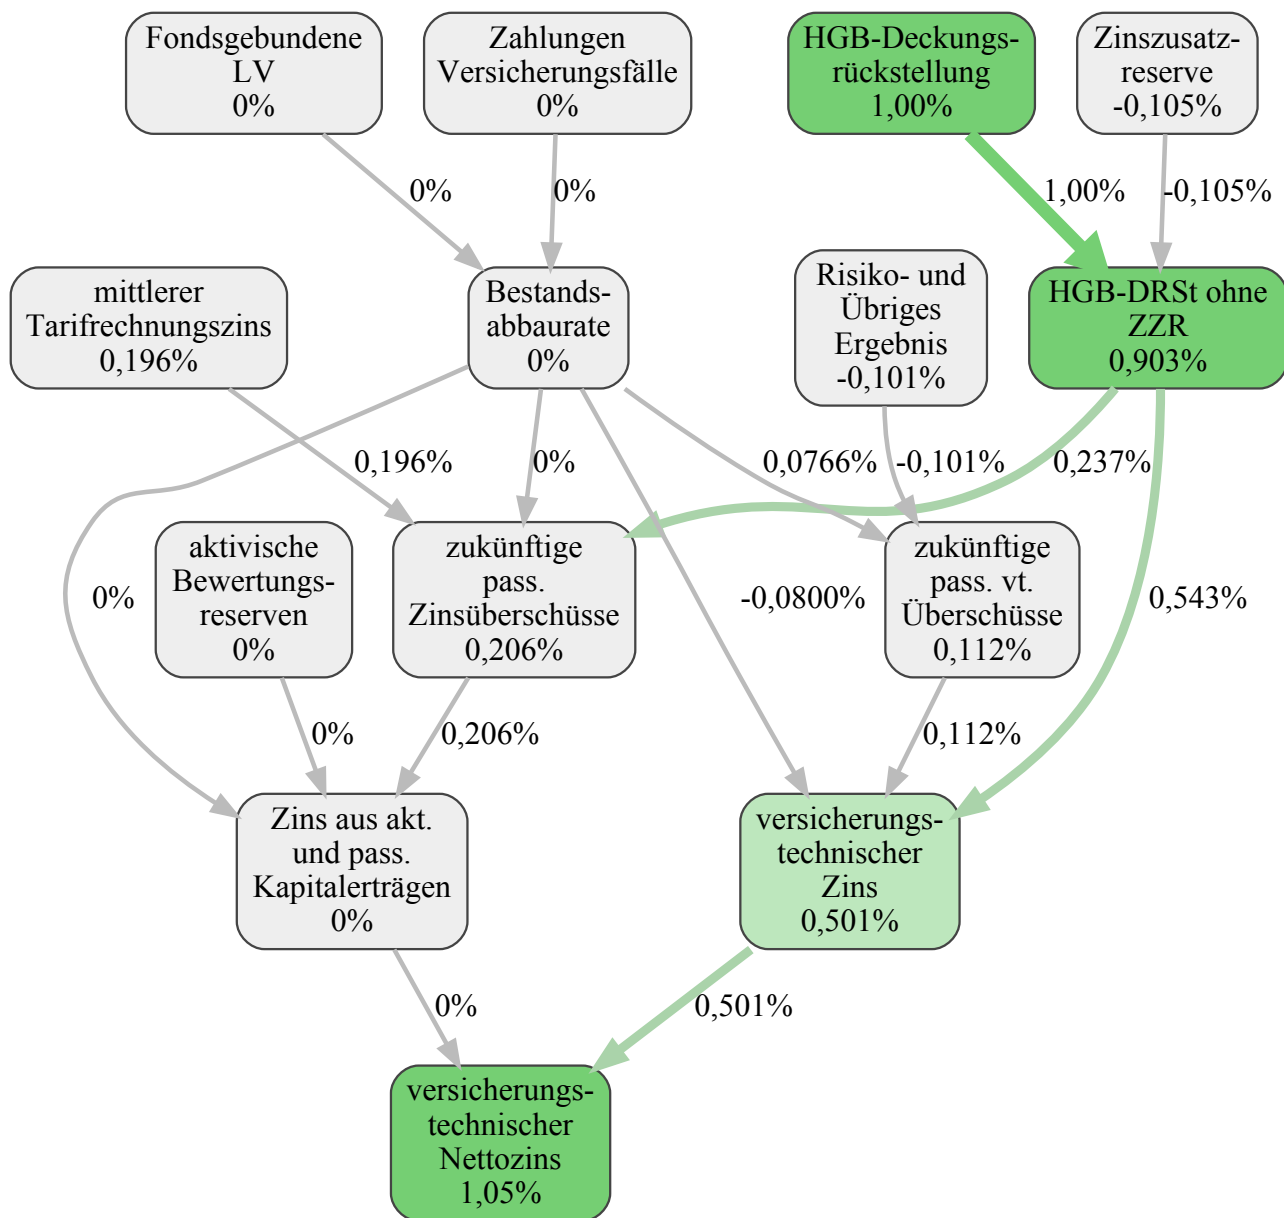 Fondsgebundene
LV
0%
Zahlungen
Versicherungsfälle
0%
HGB-Deckungs-
rückstellung
1,00%
Zinszusatz-
reserve
-0,105%
0%
0%
1,00%
-0,105%
mittlerer
Tarifrechnungszins
0,196%
Bestands-
abbaurate
0%
Risiko- und
Übriges
Ergebnis
-0,101%
HGB-DRSt ohne
ZZR
0,903%
0,196%
0%
0,0766%
-0,101%
0,237%
0%
aktivische
Bewertungs-
reserven
0%
zukünftige
pass.
Zinsüberschüsse
0,206%
-0,0800%
zukünftige
pass. vt.
Überschüsse
0,112%
0,543%
0%
0,206%
0,112%
Zins aus akt.
und pass.
Kapitalerträgen
0%
versicherungs-
technischer
Zins
0,501%
0%
0,501%
versicherungs-
technischer
Nettozins
1,05%